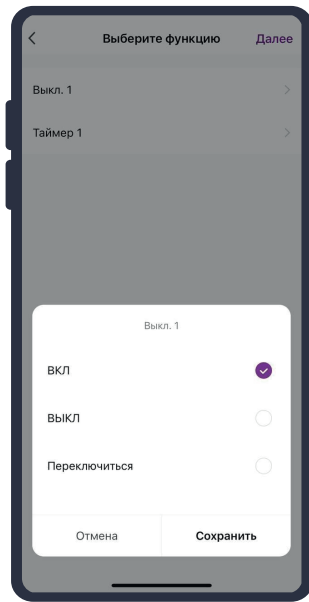 Выберите функцию Далее
Выкл. 1
Таймер 1
Выкл. 1
ВКЛ
ВЫКЛ
Переключиться
Отмена Сохранить